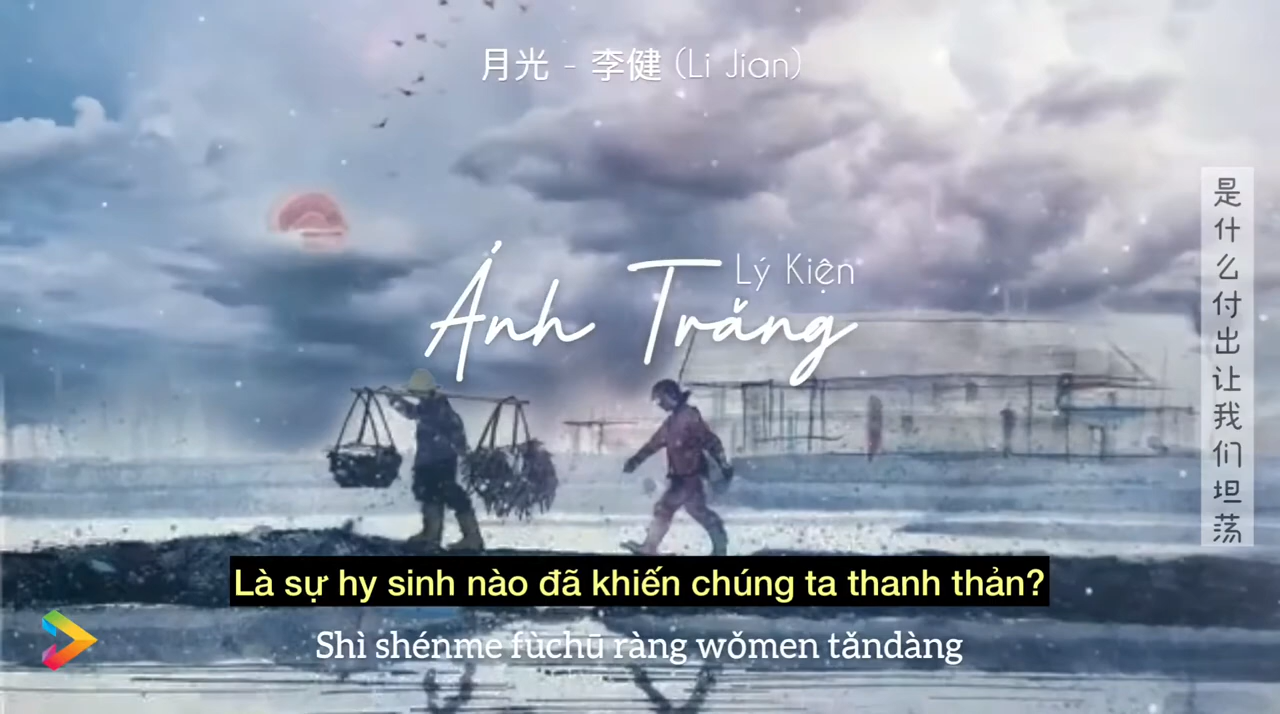 月光 - 李健 (Li Jian)
Lý Kiện
Ánh Trăng
是什么付出让我们坦荡
Là sự hy sinh nào đã khiến chúng ta thanh thản?
Shì shénme fùchū ràng wǒmen tǎndàng